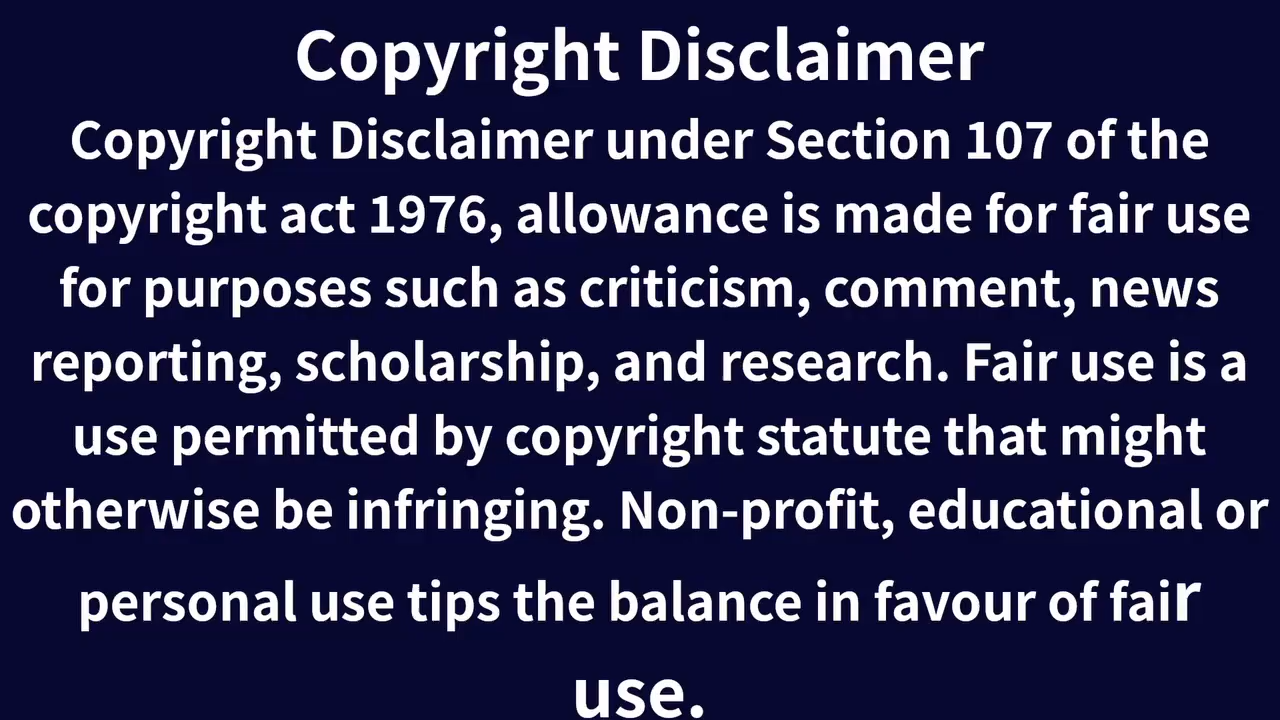 Copyright Disclaimer
Copyright Disclaimer under Section 107 of the
copyright act 1976, allowance is made for fair use
for purposes such as criticism, comment, news
reporting, scholarship, and research. Fair use is a
use permitted by copyright statute that might
otherwise be infringing. Non-profit, educational or
personal use tips the balance in favour of fair
use.